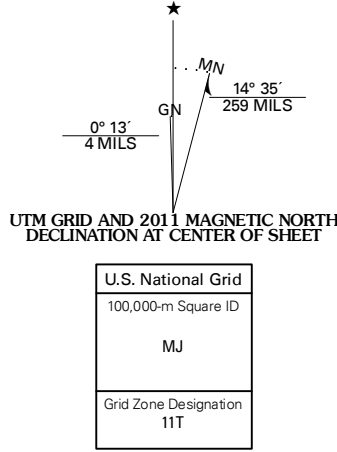 ★
MN
GN
14° 35´
259 MILS
0° 13´
4 MILS
UTM GRID AND 2011 MAGNETIC NORTH
DECLINATION AT CENTER OF SHEET
U.S. National Grid
100,000-m Square ID
MJ
Grid Zone Designation
11T